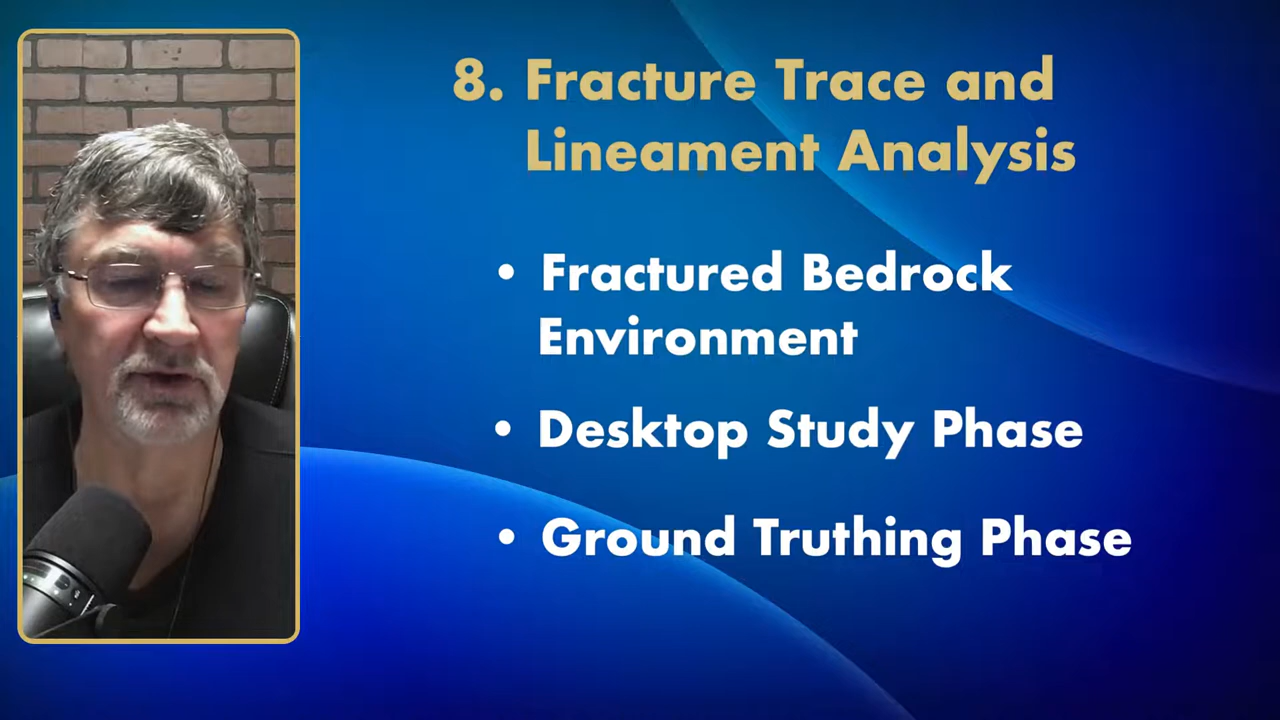 8. Fracture Trace and
Lineament Analysis
• Fractured Bedrock
Environment
• Desktop Study Phase
• Ground Truthing Phase